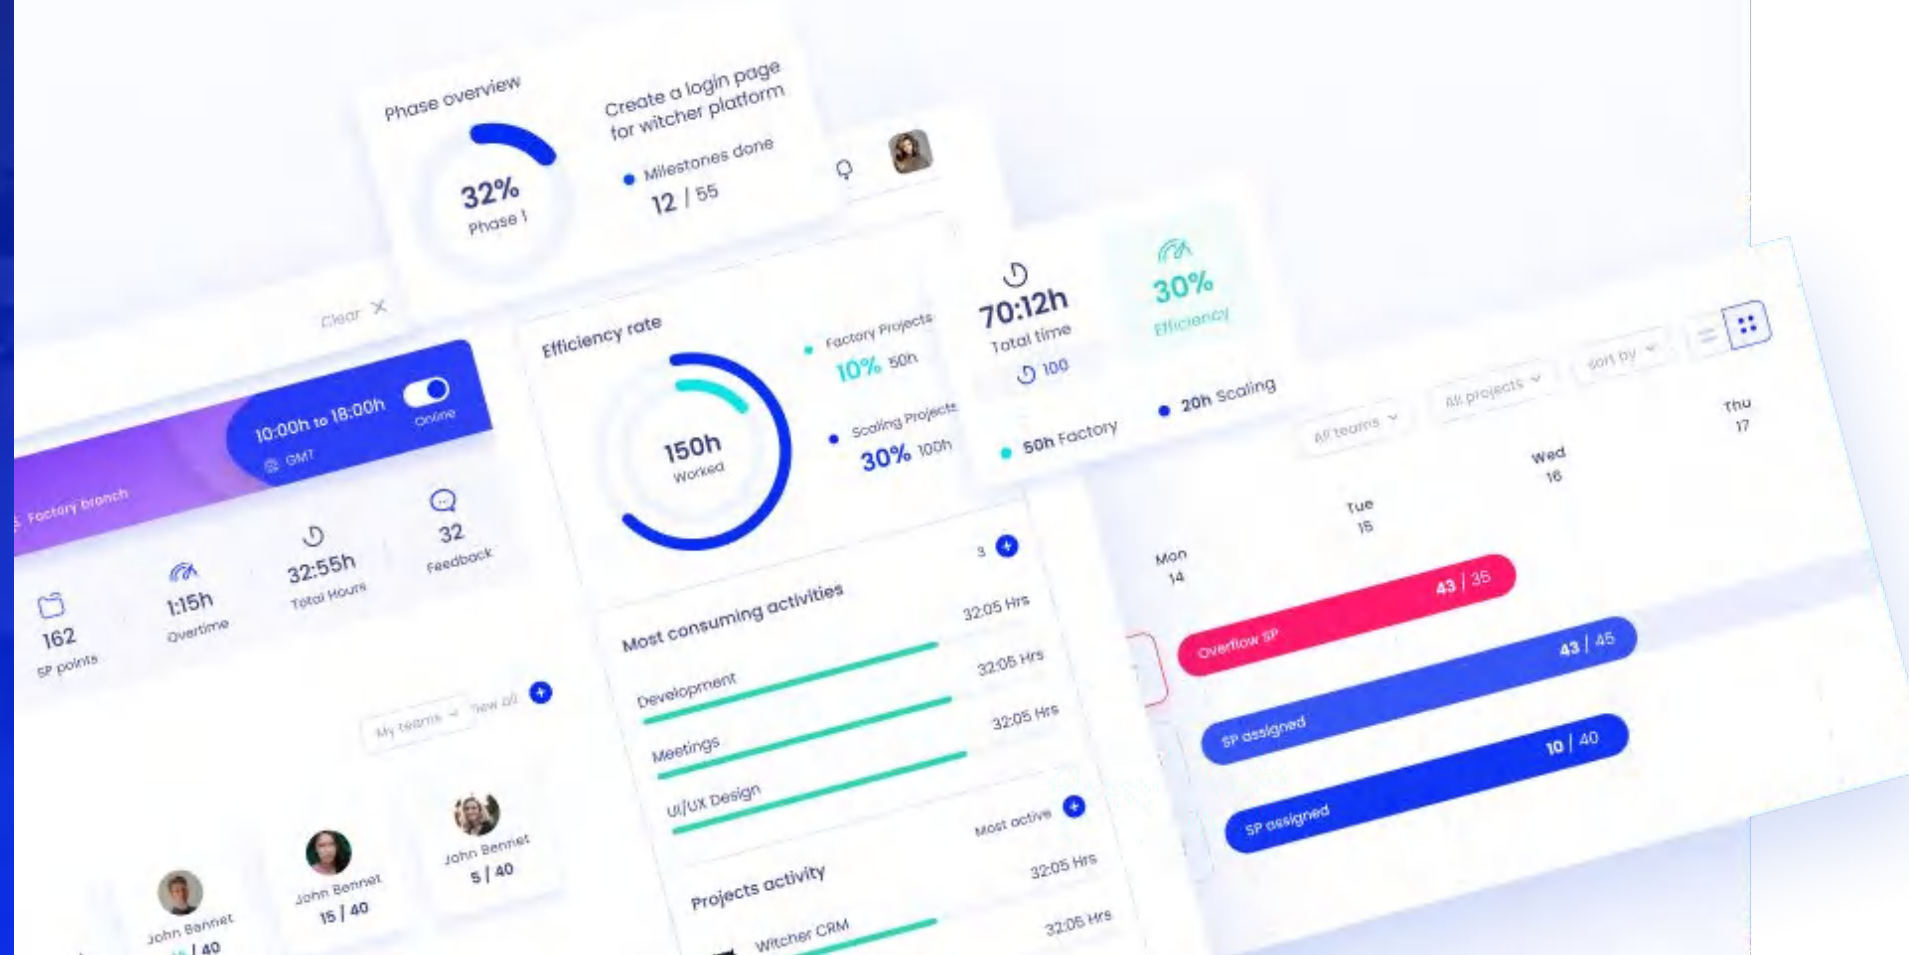 Phase overview
32%
Phase 1
Create a login page
for witcher platform
Milestones done
12 / 55
Clear
10:00h to 18:00h
GMT
Online
Factory branch
162
SP points
1:15h
Overtime
32:55h
Total Hours
32
Feedback
My teams
View all
John Bennet
/ 40
John Bennet
15 / 40
John Bennet
5 / 40
Efficiency rate
150h
Worked
Factory Projects
10% 50h
Scaling Projects
30% 100h
Most consuming activities
3
Development
32:05 Hrs
Meetings
32:05 Hrs
UI/UX Design
32:05 Hrs
Projects activity
Most active
Witcher CRM
32:05 Hrs
32:05 Hrs
70:12h
Total time
100
30%
Efficiency
50h Factory
20h Scaling
All teams
All projects
sort by
Mon
14
Tue
15
Wed
16
Thu
17
Overflow SP
43 / 35
SP assigned
43 / 45
SP assigned
10 / 40